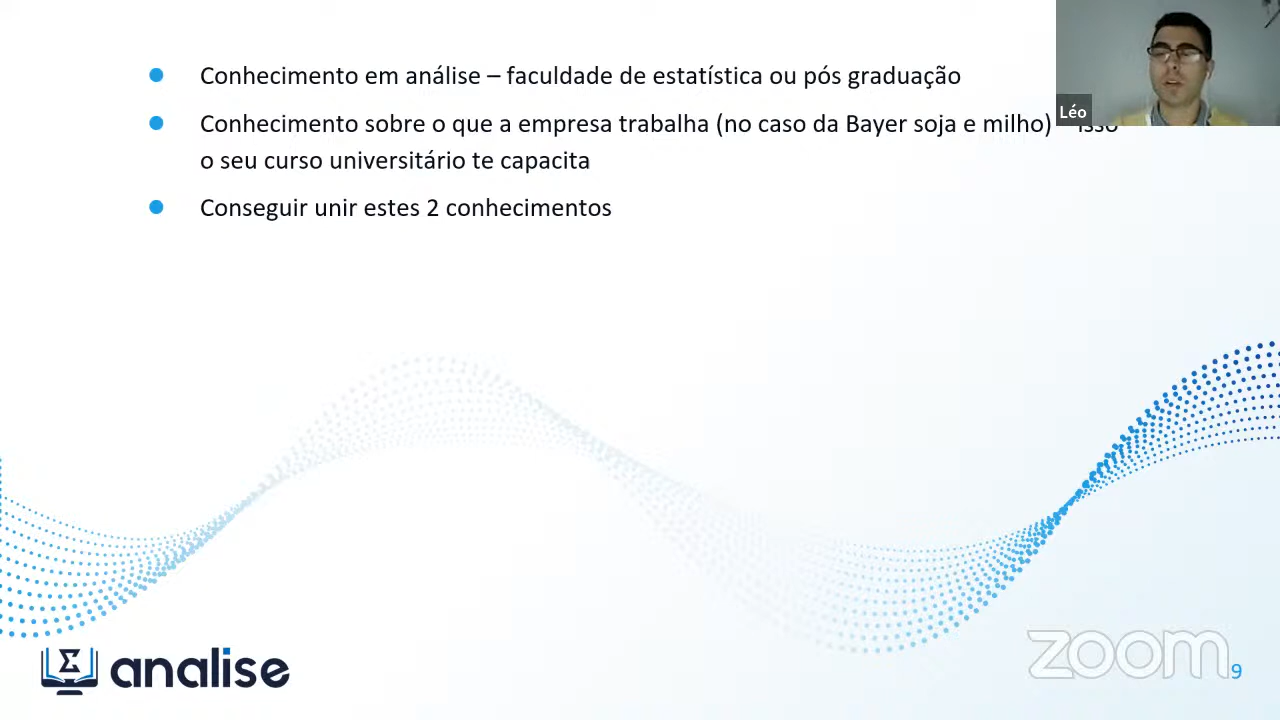 Conhecimento em análise – faculdade de estatística ou pós graduação
Léo
Conhecimento sobre o que a empresa trabalha (no caso da Bayer soja e milho)
o seu curso universitário te capacita
Conseguir unir estes 2 conhecimentos
analise
zoom
9